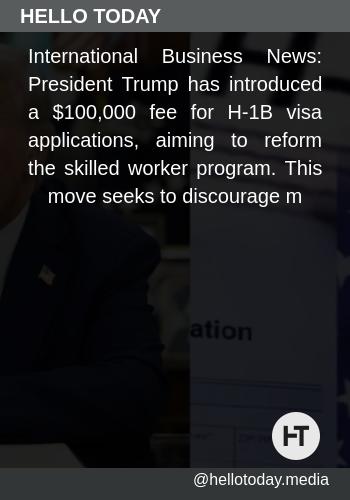 HELLO TODAY
International Business News:
President Trump has introduced
a $100,000 fee for H-1B visa
applications, aiming to reform
the skilled worker program. This
move seeks to discourage m
ation
HT
@hellotoday.media